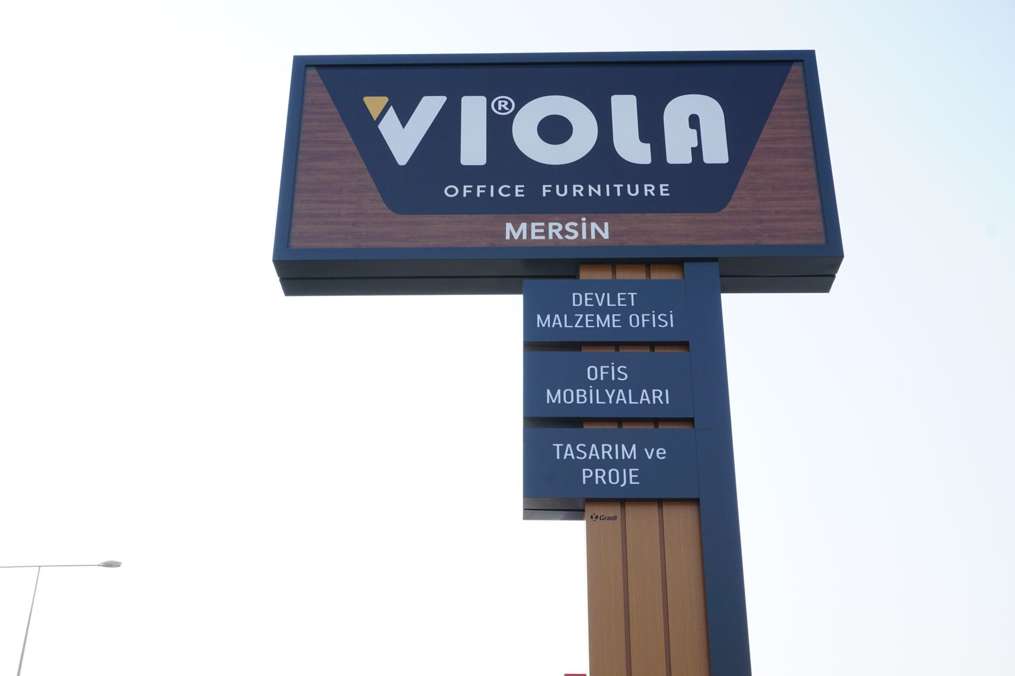 VIOLA®
OFFICE FURNITURE
MERSİN
DEVLET
MALZEME OFİSİ
OFİS
MOBİLYALARI
TASARIM ve
PROJE